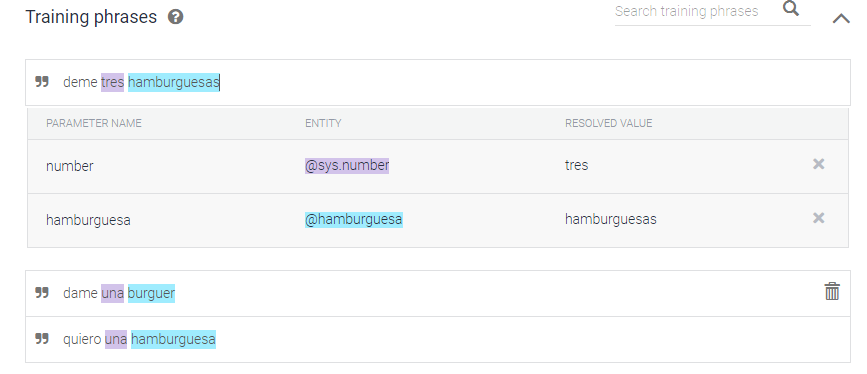 Training phrases
Search training phrases
deme tres hamburguesas
PARAMETER NAME ENTITY RESOLVED VALUE
number @sys.number tres
hamburguesa @hamburguesa hamburguesas
dame una burguer
quiero una hamburguesa